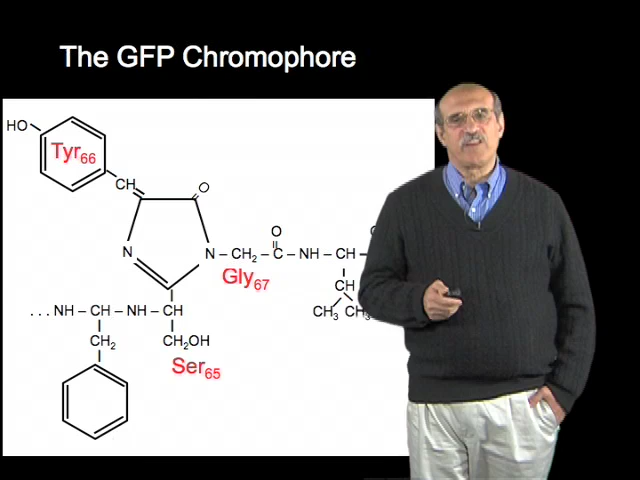 The GFP Chromophore
HO
Tyr66
CH
O
O
N
N – CH2 – C – NH – CH –
Gly67
CH
...NH – CH – NH – CH
CH3 CH3
CH2
CH2OH
Ser65